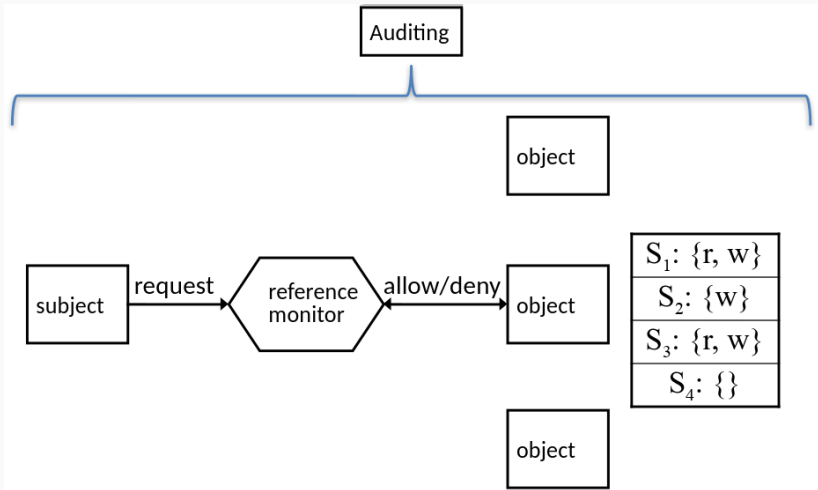 Auditing
object
subject
request
reference
monitor
allow/deny
object
S₁: {r, w}
S₂: {w}
S₃: {r, w}
S₄: {}
object